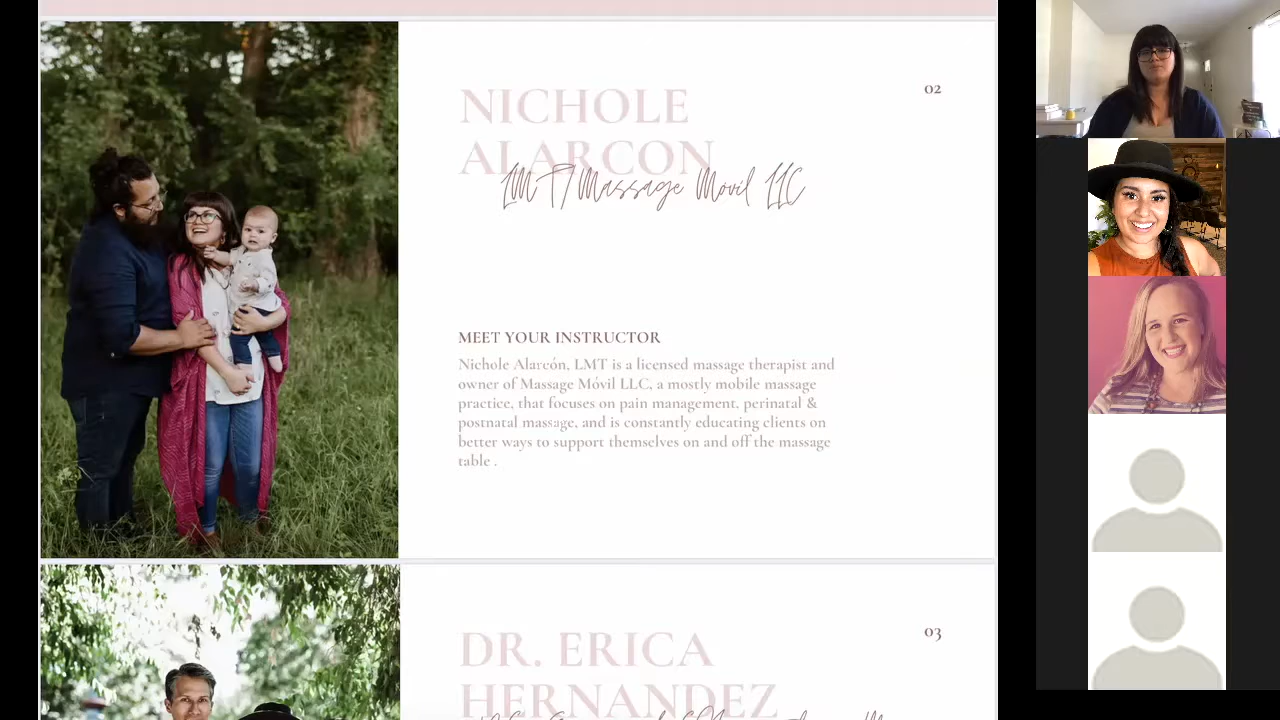 NICHOLE
02
ALARCON
LMT/Massage Movil LLC
MEET YOUR INSTRUCTOR
Nichole Alarcón, LMT is a licensed massage therapist and
owner of Massage Móvil LLC, a mostly mobile massage
practice, that focuses on pain management, perinatal &
postnatal massage, and is constantly educating clients on
better ways to support themselves on and off the massage
table .
DR. ERICA
03
HERNANDEZ